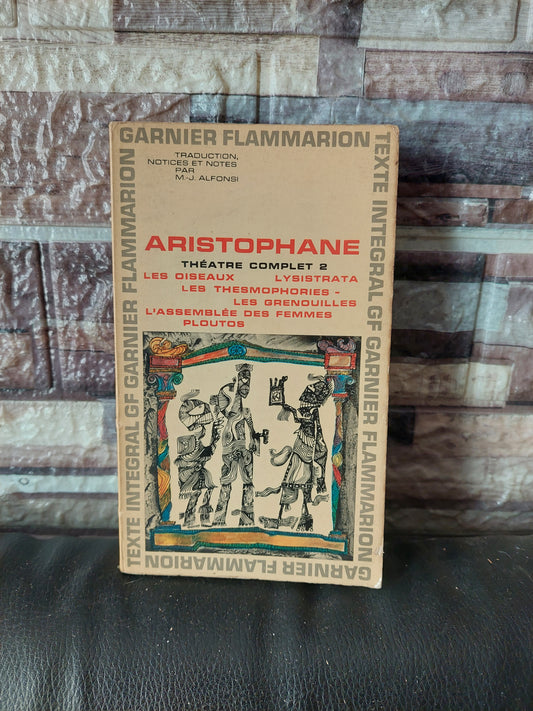 GARNIER FLAMMARION
TRADUCTION,
NOTICES ET NOTES
PAR
M.-J. ALFONSI
ARISTOPHANE
THÉATRE COMPLET 2
LES OISEAUX LYSISTRATA
LES THESMOPHORIES -
LES GRENOUILLES
L'ASSEMBLÉE DES FEMMES
PLOUTOS
TEXTE INTEGRAL GF GARNIER FLAMMARION
TEXTE INTEGRAL GF GARNIER FLAMMARION
GARNIER FLAMMARION